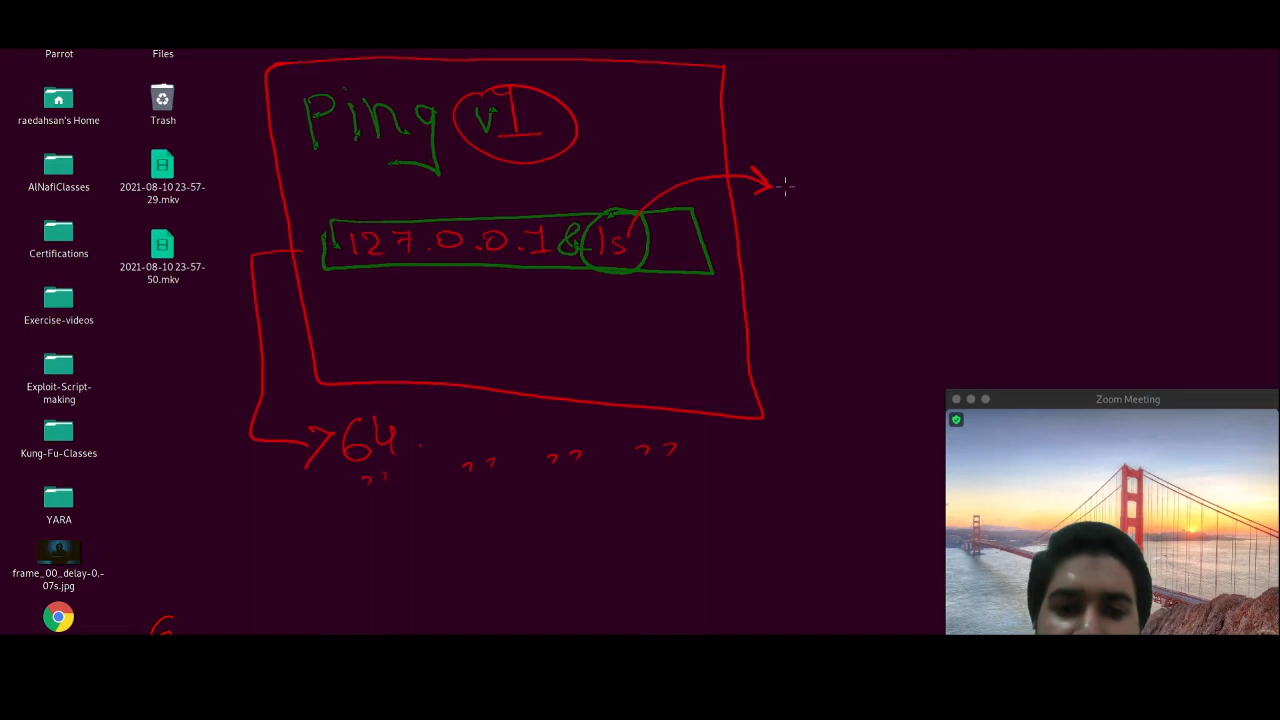 Parrot
Files
raedahsan's Home
Trash
AlNafiClasses
2021-08-10 23-57-
29.mkv
Certifications
2021-08-10 23-57-
50.mkv
Exercise-videos
Exploit-Script-
making
Kung-Fu-Classes
YARA
frame_00_delay-0.-
07s.jpg
Ping v1
127.0.0.1 & ls
64
Zoom Meeting